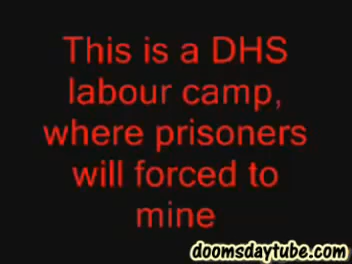 This is a DHS
labour camp,
where prisoners
will forced to
mine
doomsdaytube.com